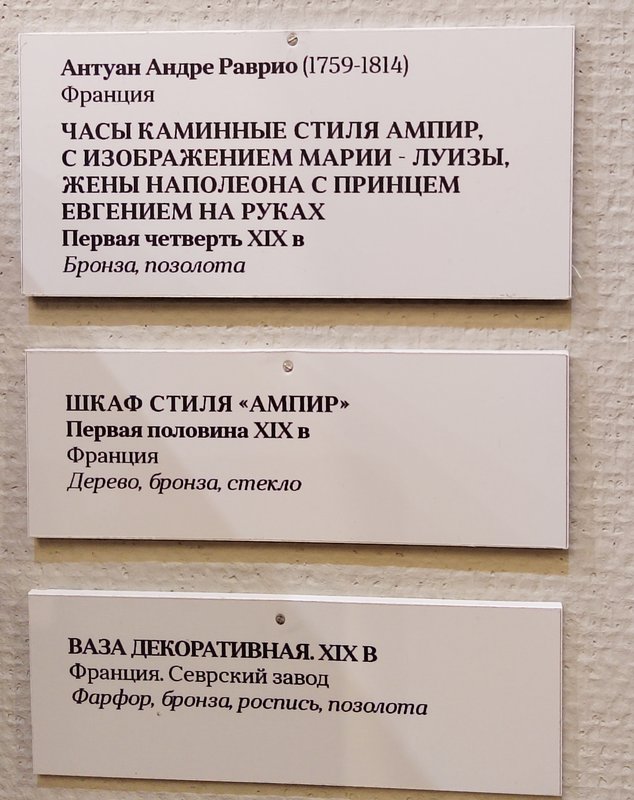 Антуан Андре Раврио (1759-1814)
Франция
ЧАСЫ КАМИННЫЕ СТИЛЯ АМПИР,
С ИЗОБРАЖЕНИЕМ МАРИИ - ЛУИЗЫ,
ЖЕНЫ НАПОЛЕОНА С ПРИНЦЕМ
ЕВГЕНИЕМ НА РУКАХ
Первая четверть XIX в
Бронза, позолота
ШКАФ СТИЛЯ «АМПИР»
Первая половина XIX в
Франция
Дерево, бронза, стекло
ВАЗА ДЕКОРАТИВНАЯ. XIX В
Франция. Севрский завод
Фарфор, бронза, роспись, позолота